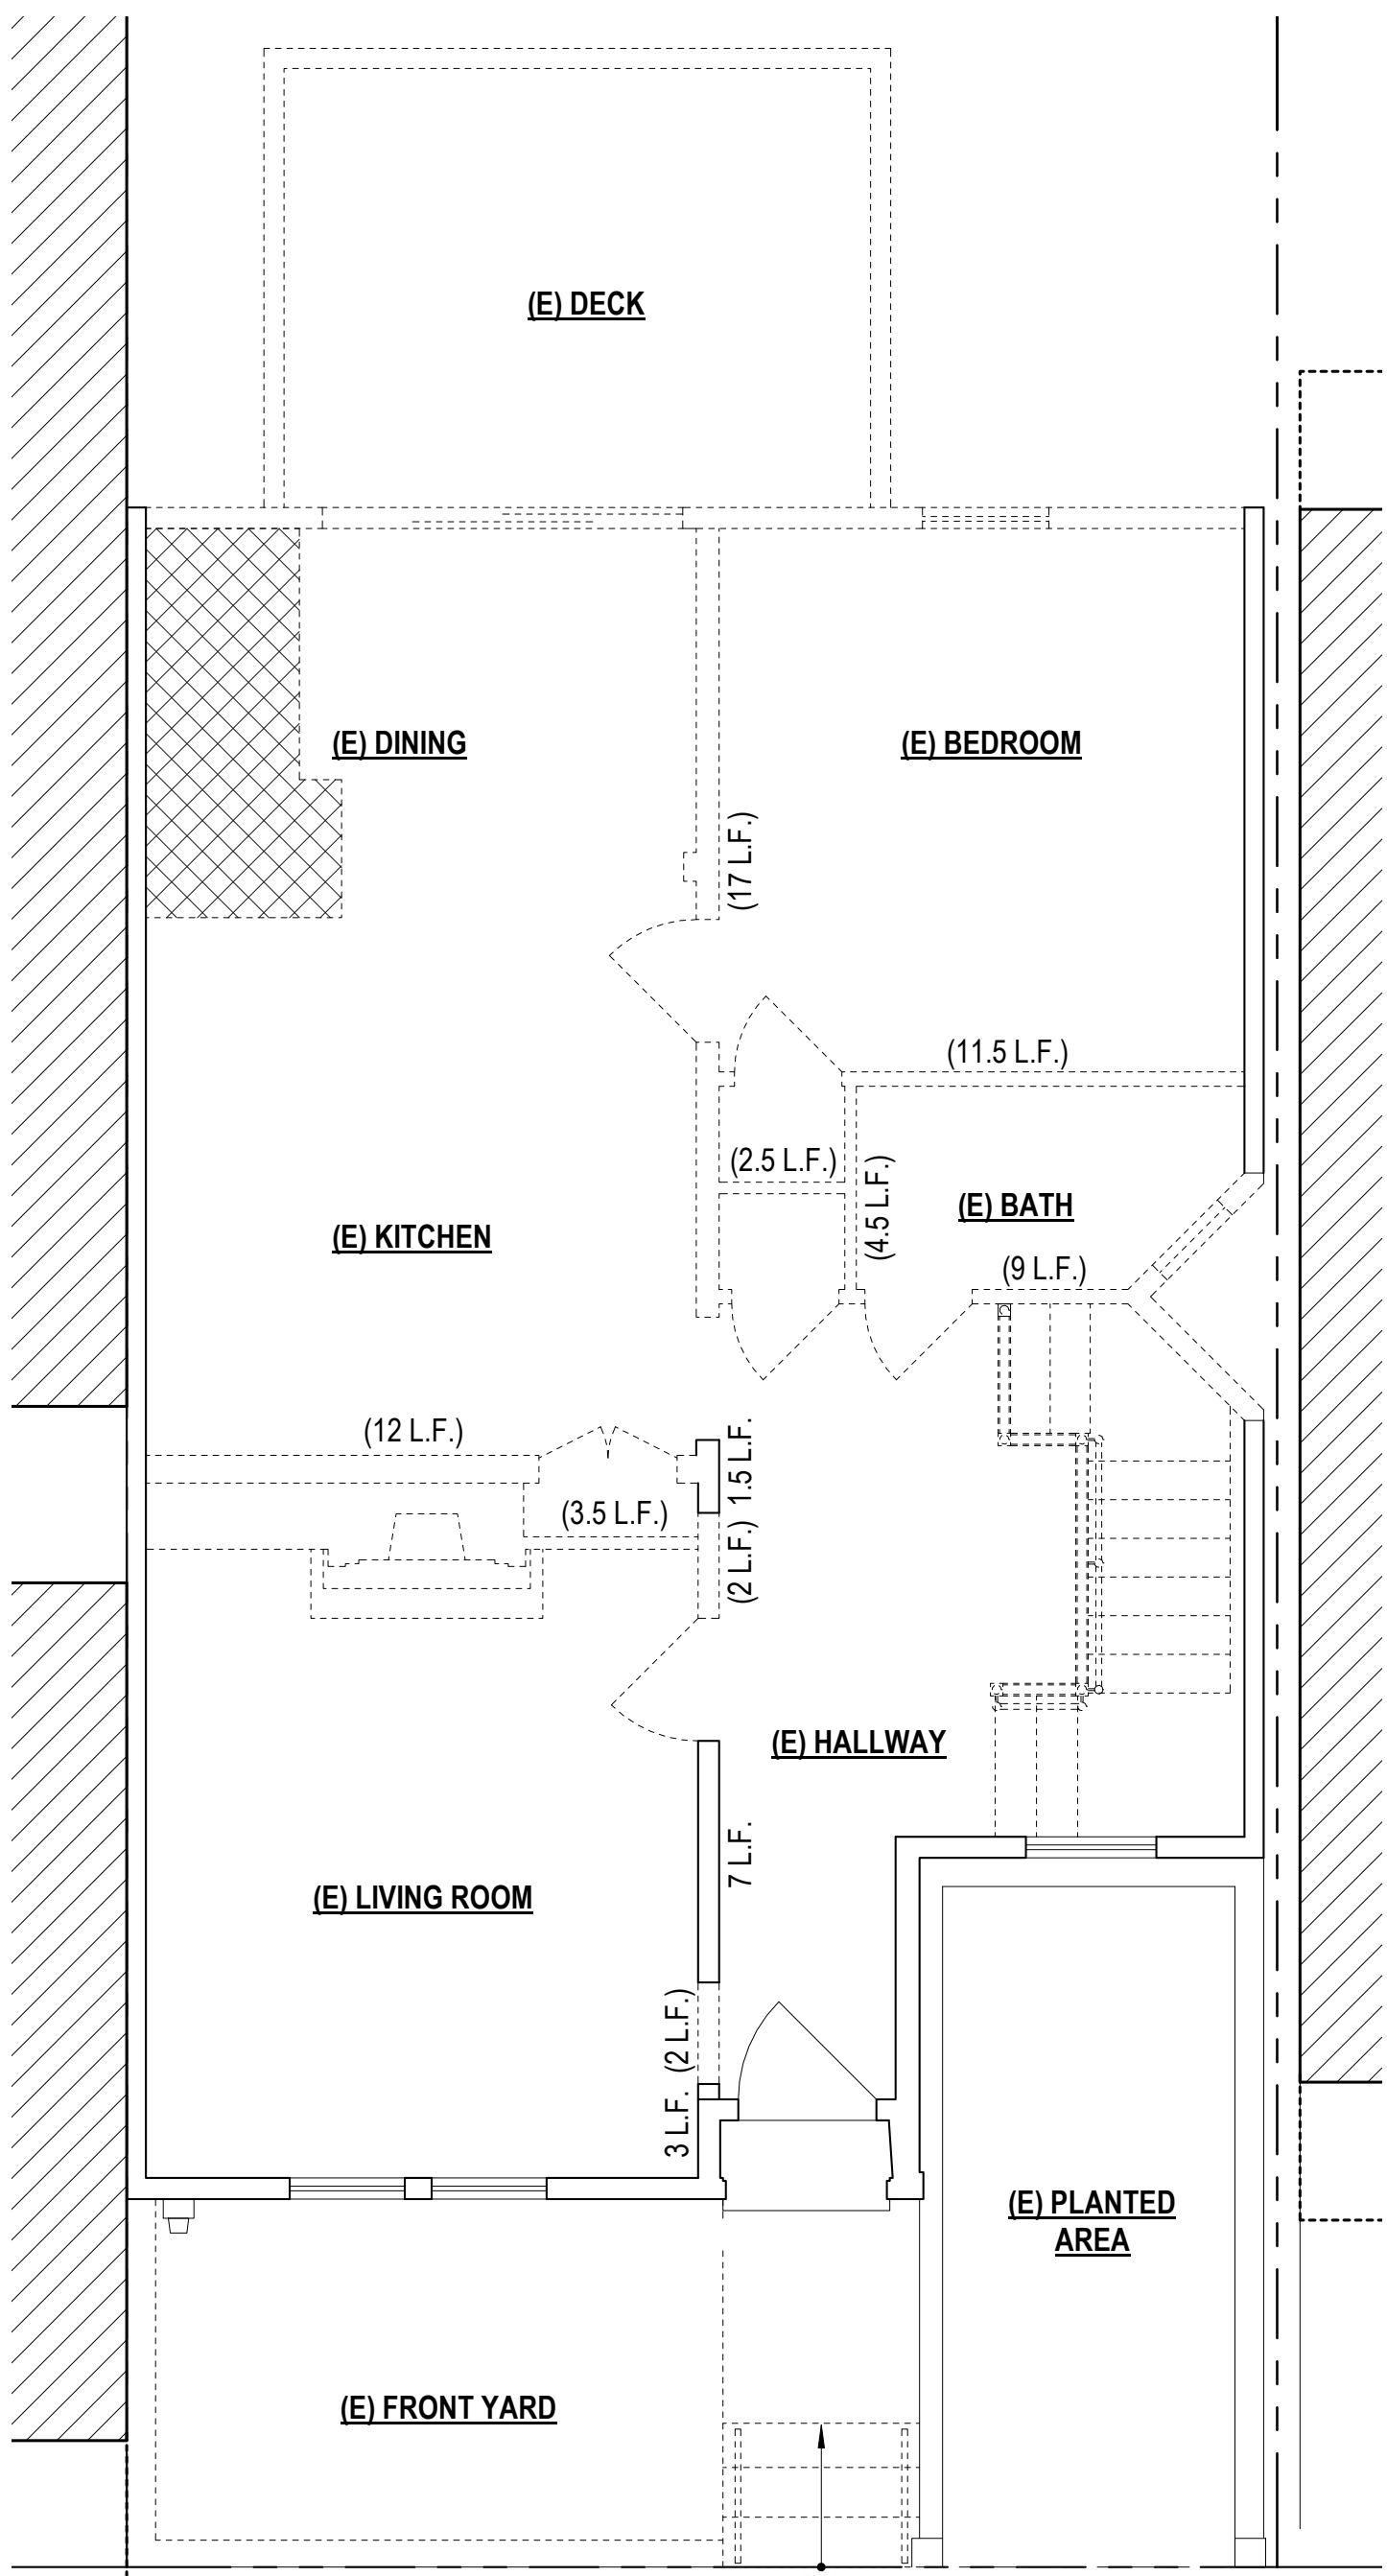 (E) DECK
(E) DINING
(E) BEDROOM
(17 L.F.)
(11.5 L.F.)
(2.5 L.F.)
(4.5 L.F.)
(E) BATH
(E) KITCHEN
(9 L.F.)
(12 L.F.)
1.5 L.F.
(3.5 L.F.)
(2 L.F.)
(E) HALLWAY
7 L.F.
(E) LIVING ROOM
(2 L.F.)
3 L.F.
(E) PLANTED
AREA
(E) FRONT YARD